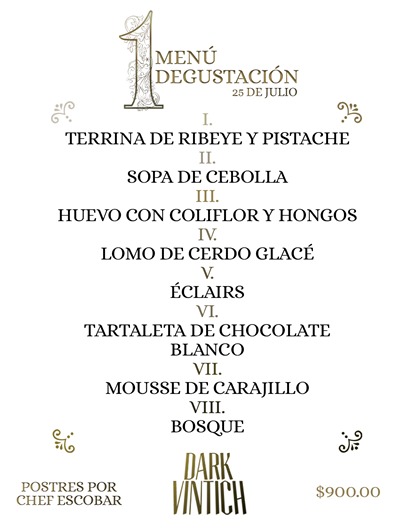 1 MENÚ
DEGUSTACIÓN
25 DE JULIO
I.
TERRINA DE RIBEYE Y PISTACHE
II.
SOPA DE CEBOLLA
III.
HUEVO CON COLIFLOR Y HONGOS
IV.
LOMO DE CERDO GLACÉ
V.
ÉCLAIRS
VI.
TARTALETA DE CHOCOLATE
BLANCO
VII.
MOUSSE DE CARAJILLO
VIII.
BOSQUE
POSTRES POR
CHEF ESCOBAR
DARK
VINTICH
$900.00